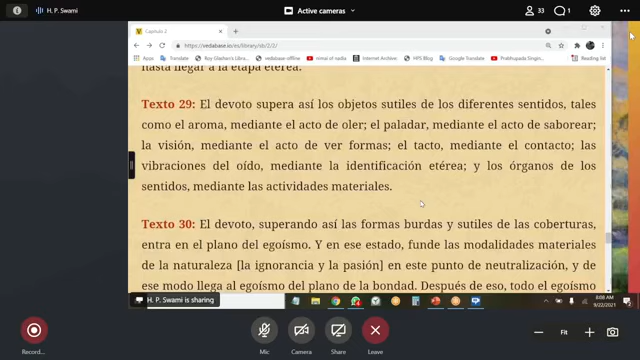 H. P. Swami
Active cameras
33
1
Capítulo 2
https://vedabase.io/es/library/sb/2/2/
Apps
Traducir
Roy Glashan's Library
vedabase-offline
nimai of nadia
Internet Archive
HPS Blog
Google Translate
Prabhupada Singin...
Reading list
hasta llegar a la etapa etérea.
Texto 29: El devoto supera así los objetos sutiles de los diferentes sentidos, tales
como el aroma, mediante el acto de oler; el paladar, mediante el acto de saborear;
la visión, mediante el acto de ver formas; el tacto, mediante el contacto; las
vibraciones del oído, mediante la identificación etérea; y los órganos de los
sentidos, mediante las actividades materiales.
Texto 30: El devoto, superando así las formas burdas y sutiles de las coberturas,
entra en el plano del egoísmo. Y en ese estado, funde las modalidades materiales
de la naturaleza [la ignorancia y la pasión] en este punto de neutralización, y de
ese modo llega al egoísmo del plano de la bondad. Después de eso, todo el egoísmo
H. P. Swami is sharing
8:08 AM
9/22/2021
Record...
Mic
Camera
Share
Leave
Fit